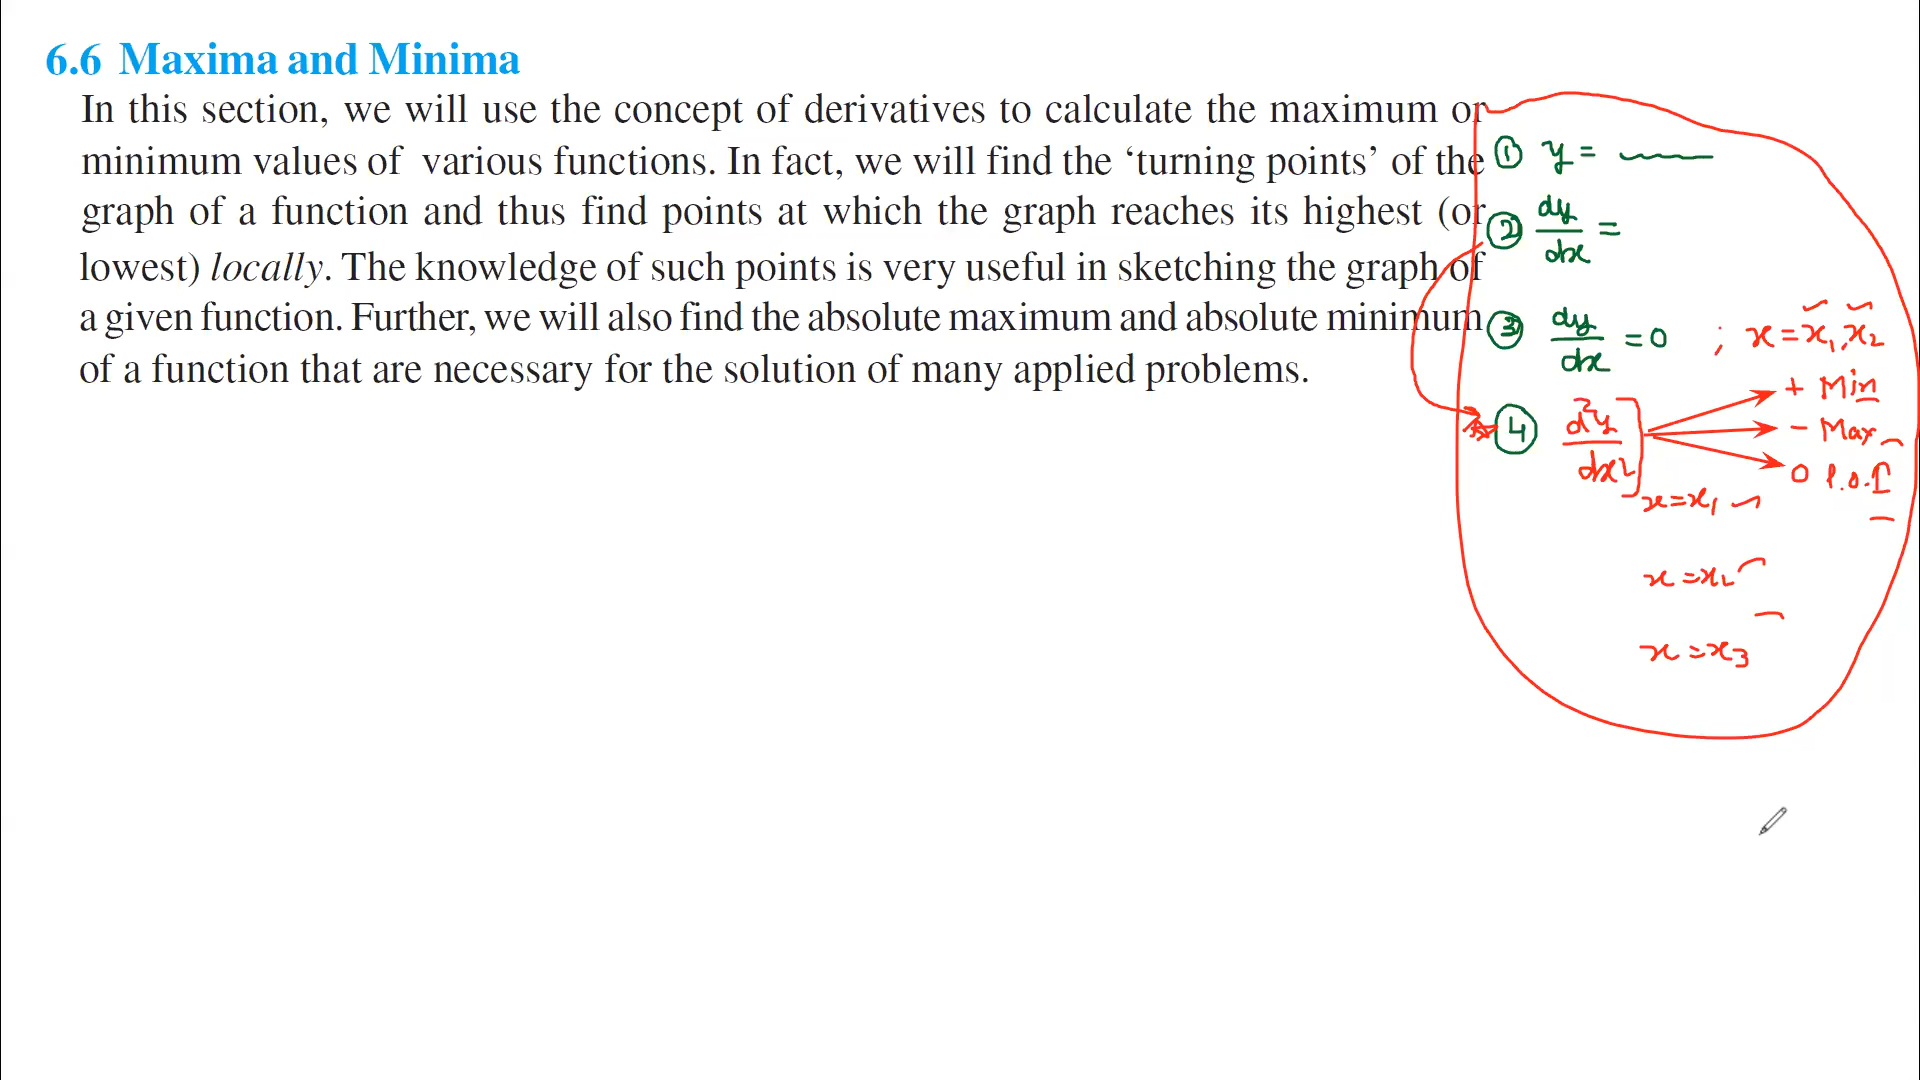 6.6 Maxima and Minima
In this section, we will use the concept of derivatives to calculate the maximum or
minimum values of various functions. In fact, we will find the ‘turning points’ of the
graph of a function and thus find points at which the graph reaches its highest (or
lowest) locally. The knowledge of such points is very useful in sketching the graph of
a given function. Further, we will also find the absolute maximum and absolute minimum
of a function that are necessary for the solution of many applied problems.
① y =
② dy/dx =
③ dy/dx = 0 ; x = x₁, x₂
④ d²y/dx²]
x = x₁
+ Min
- Max
0 P.O.I
x = x₂
x = x₃